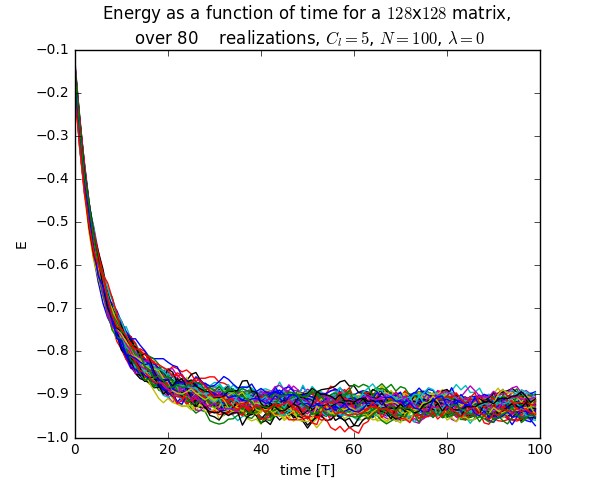 Energy as a function of time for a 128x128 matrix,
over 80 realizations, C_l = 5, N = 100, λ = 0
−0.1
−0.2
−0.3
−0.4
−0.5
−0.6
−0.7
−0.8
−0.9
−1.0
E
0 20 40 60 80 100
time [T]